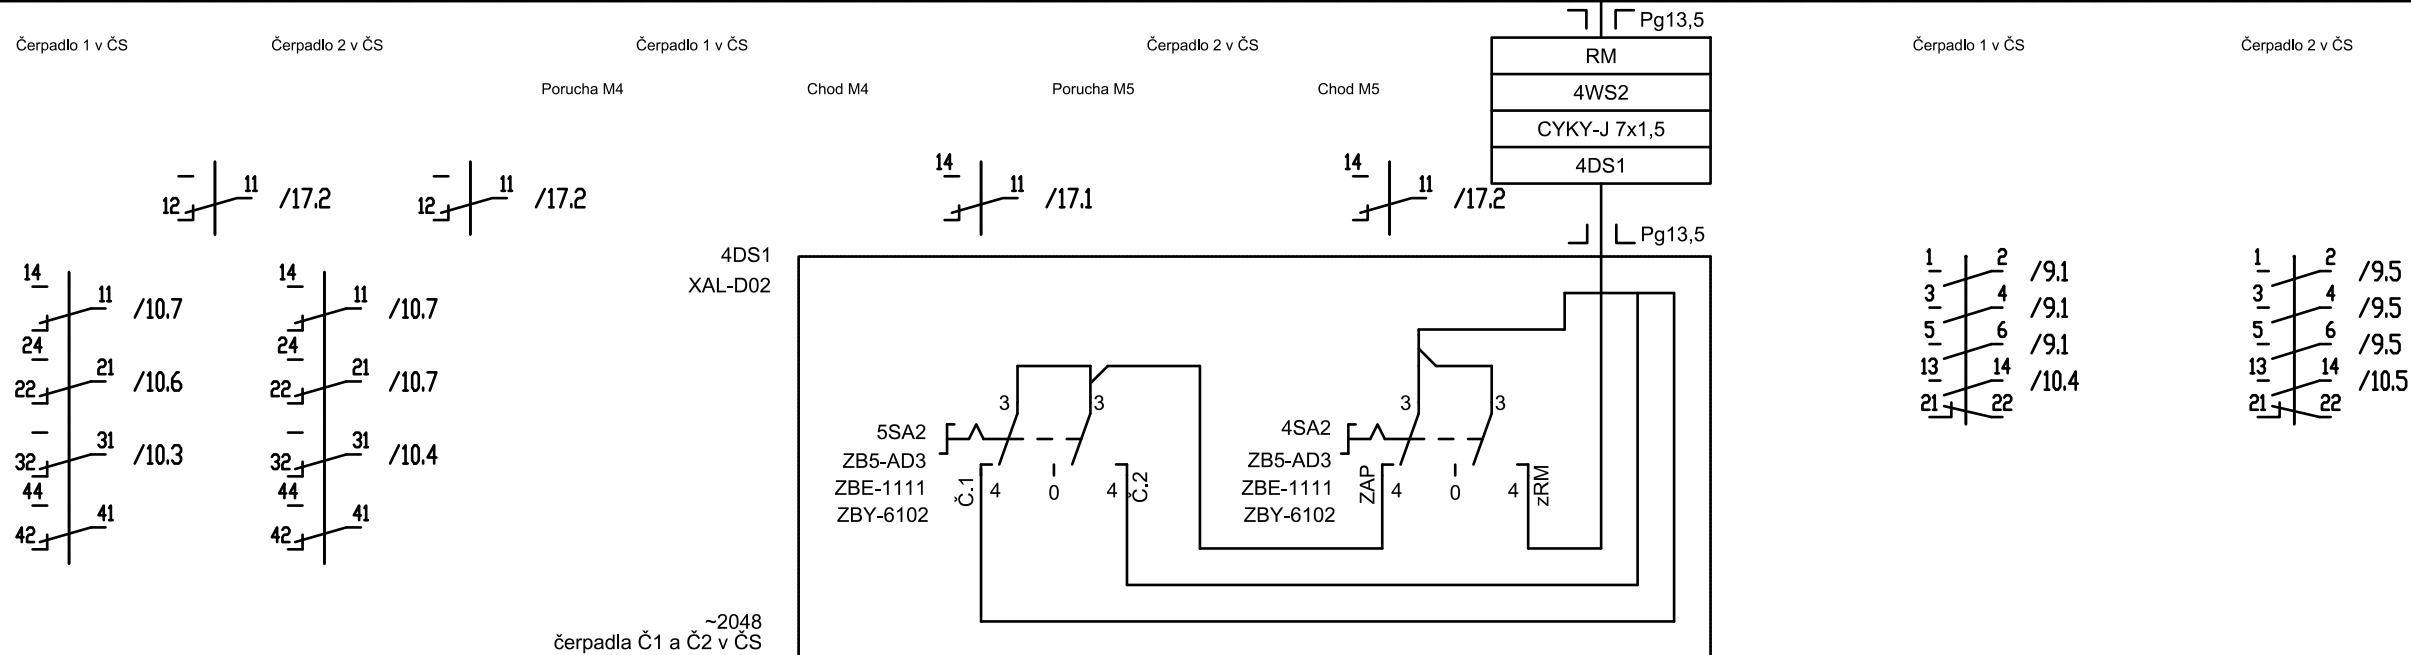 Pg13,5
Čerpadlo 1 v ČS
Čerpadlo 2 v ČS
Čerpadlo 1 v ČS
Čerpadlo 2 v ČS
RM
Čerpadlo 1 v ČS
Čerpadlo 2 v ČS
Porucha M4
Chod M4
Porucha M5
Chod M5
4WS2
CYKY-J 7x1,5
4DS1
12 11 /17.2
12 11 /17.2
14
11 /17.1
14
11 /17.2
Pg13,5
4DS1
XAL-D02
14
11 /10.7
24
21 /10.6
22
31 /10.3
32
44
41
42
14
11 /10.7
24
21 /10.7
22
31 /10.4
32
44
41
42
3
3
5SA2
ZB5-AD3
ZBE-1111
ZBY-6102
Č.1
4
0
4
Č.2
3
3
4SA2
ZB5-AD3
ZBE-1111
ZBY-6102
ZAP
4
0
4
zRM
1 2 /9.1
3 4 /9.1
5 6 /9.1
13 14 /10.4
21 22
1 2 /9.5
3 4 /9.5
5 6 /9.5
13 14 /10.5
21 22
~2048
čerpadla Č1 a Č2 v ČS